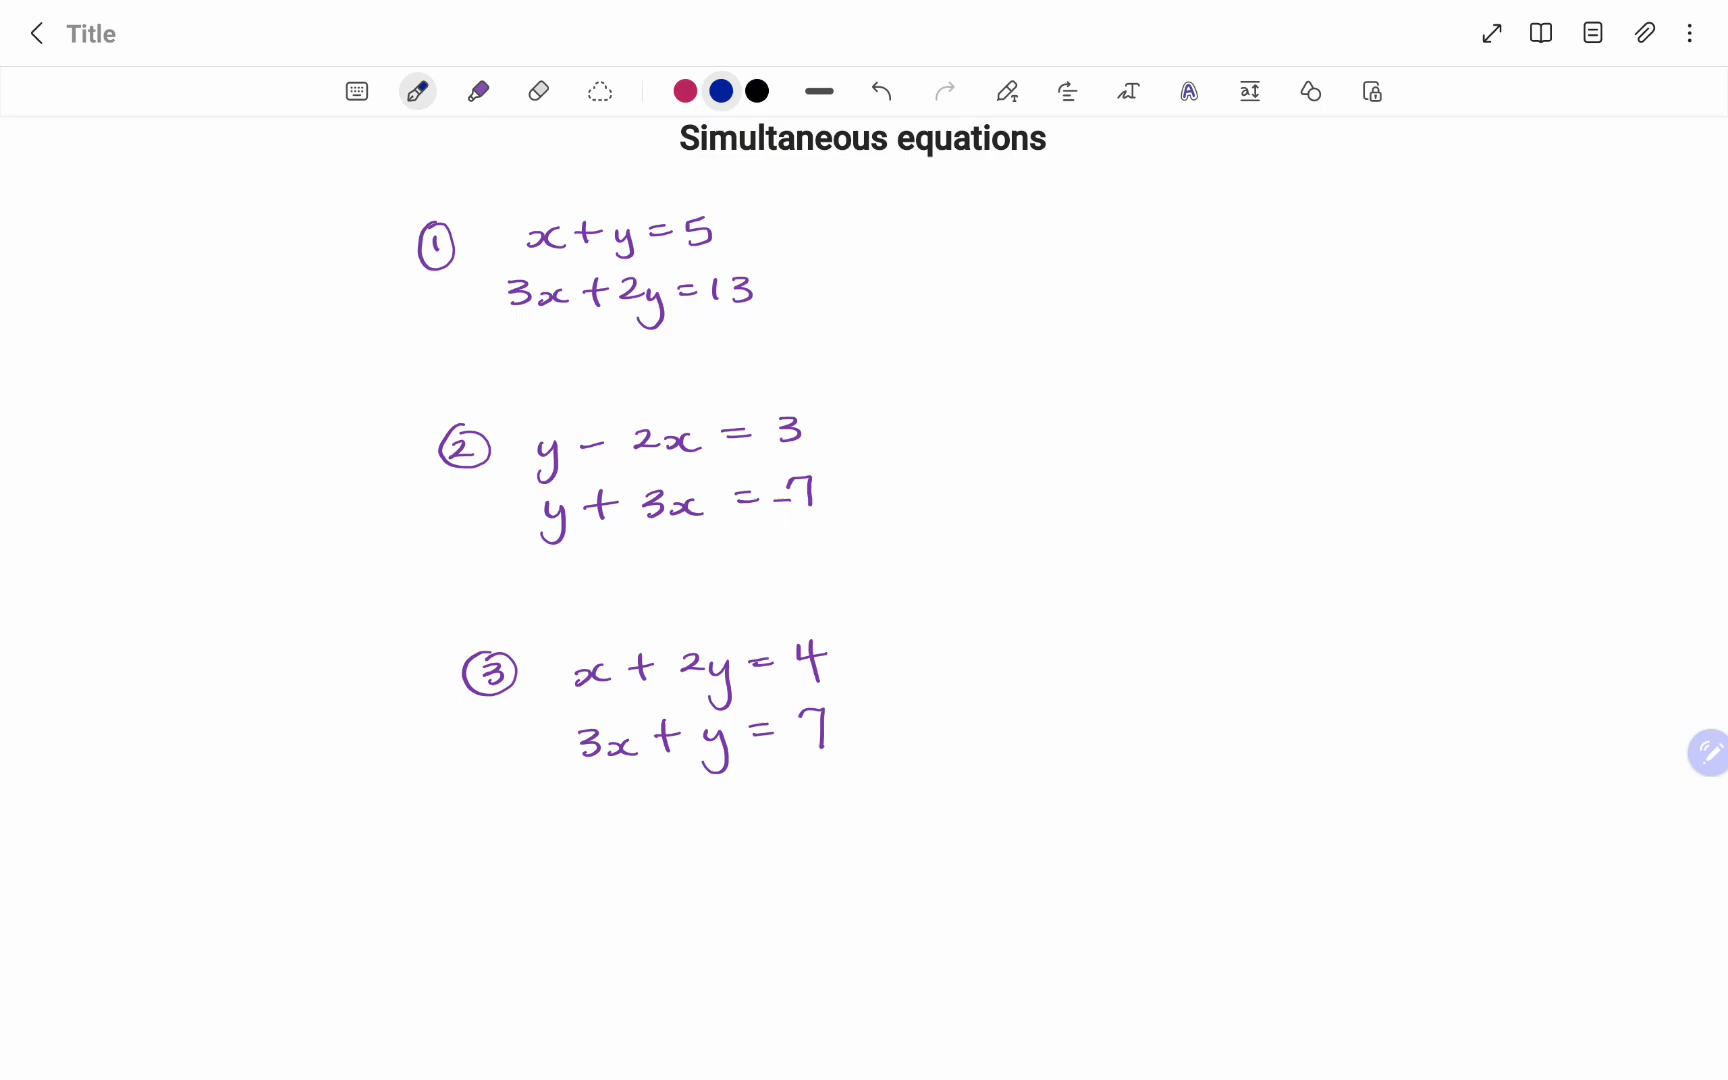 Title
Simultaneous equations
① x + y = 5
3x + 2y = 13
② y - 2x = 3
y + 3x = -7
③ x + 2y = 4
3x + y = 7